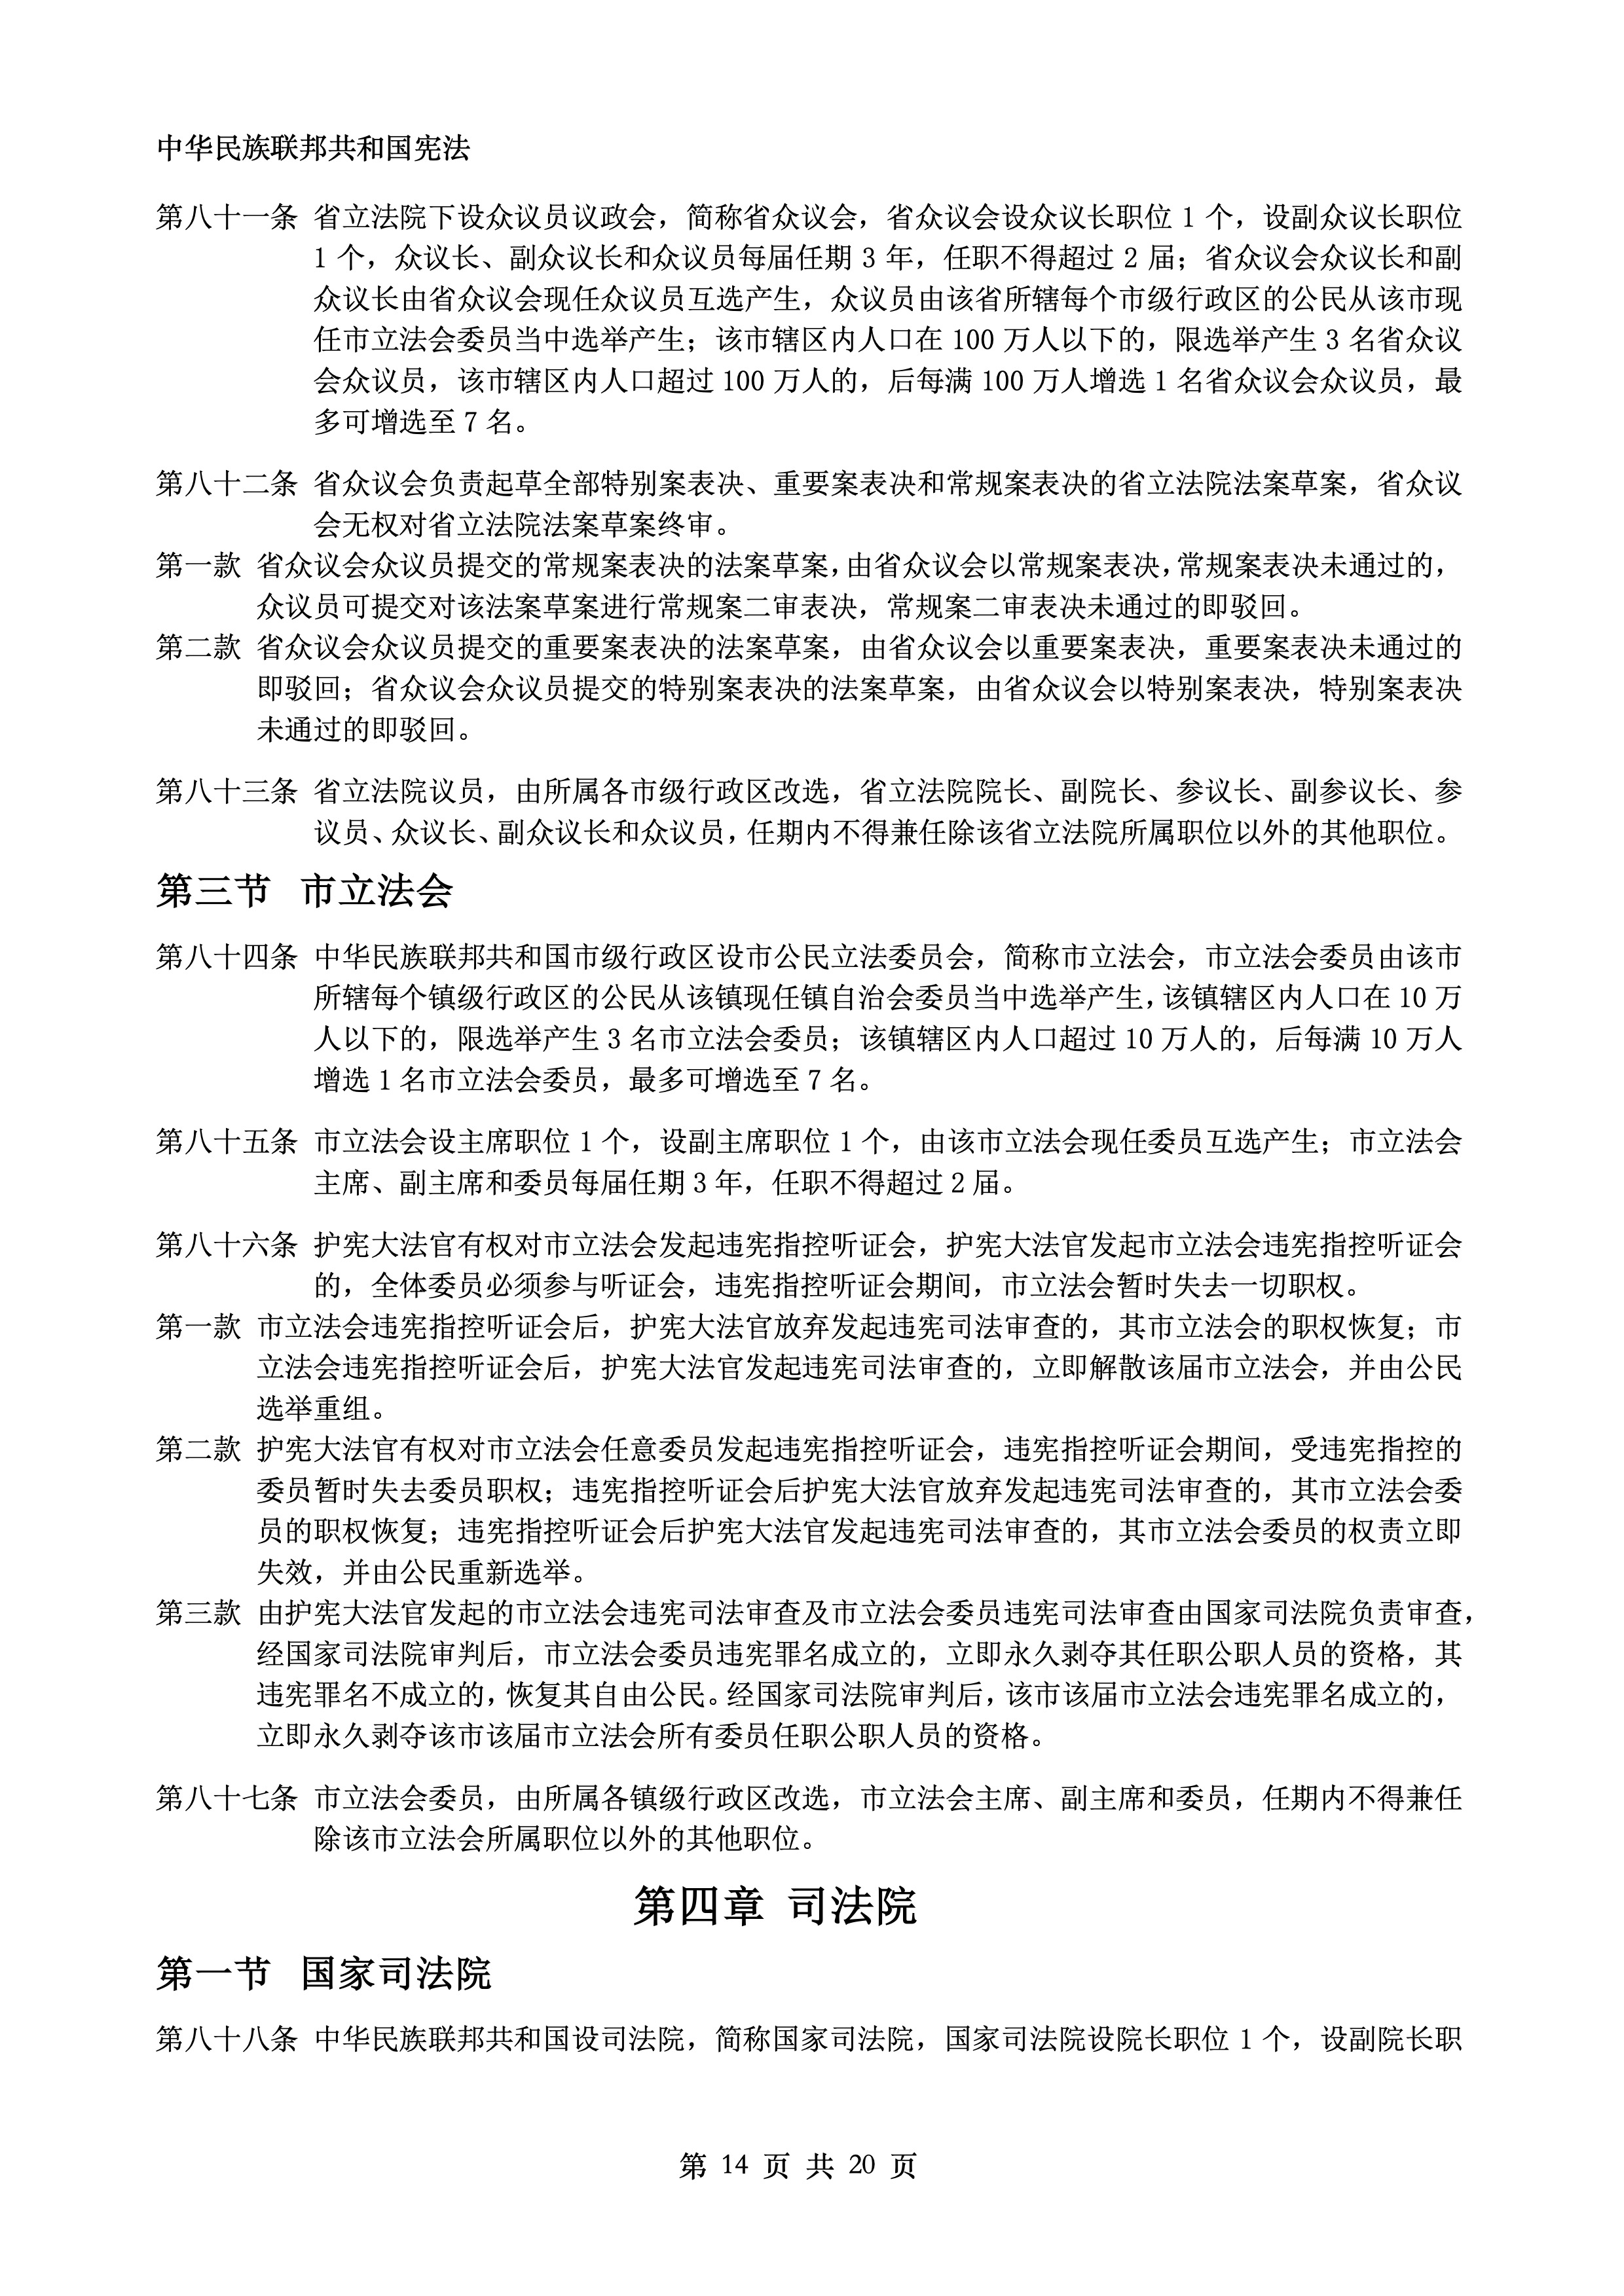 中华民族联邦共和国宪法
第八十一条 省立法院下设众议员议政会，简称省众议会，省众议会设众议长职位 1 个，设副众议长职位
1 个，众议长、副众议长和众议员每届任期 3 年，任职不得超过 2 届；省众议会众议长和副
众议长由省众议会现任众议员互选产生，众议员由该省所辖每个市级行政区的公民从该市现
任市立法会委员当中选举产生；该市辖区内人口在 100 万人以下的，限选举产生 3 名省众议
会众议员，该市辖区内人口超过 100 万人的，后每满 100 万人增选 1 名省众议会众议员，最
多可增选至 7 名。
第八十二条 省众议会负责起草全部特别案表决、重要案表决和常规案表决的省立法院法案草案，省众议
会无权对省立法院法案草案终审。
第一款 省众议会众议员提交的常规案表决的法案草案，由省众议会以常规案表决，常规案表决未通过的，
众议员可提交对该法案草案进行常规案二审表决，常规案二审表决未通过的即驳回。
第二款 省众议会众议员提交的重要案表决的法案草案，由省众议会以重要案表决，重要案表决未通过的
即驳回；省众议会众议员提交的特别案表决的法案草案，由省众议会以特别案表决，特别案表决
未通过的即驳回。
第八十三条 省立法院议员，由所属各市级行政区改选，省立法院院长、副院长、参议长、副参议长、参
议员、众议长、副众议长和众议员，任期内不得兼任除该省立法院所属职位以外的其他职位。
第三节 市立法会
第八十四条 中华民族联邦共和国市级行政区设市公民立法委员会，简称市立法会，市立法会委员由该市
所辖每个镇级行政区的公民从该镇现任镇自治会委员当中选举产生，该镇辖区内人口在 10 万
人以下的，限选举产生 3 名市立法会委员；该镇辖区内人口超过 10 万人的，后每满 10 万人
增选 1 名市立法会委员，最多可增选至 7 名。
第八十五条 市立法会设主席职位 1 个，设副主席职位 1 个，由该市立法会现任委员互选产生；市立法会
主席、副主席和委员每届任期 3 年，任职不得超过 2 届。
第八十六条 护宪大法官有权对市立法会发起违宪指控听证会，护宪大法官发起市立法会违宪指控听证会
的，全体委员必须参与听证会，违宪指控听证会期间，市立法会暂时失去一切职权。
第一款 市立法会违宪指控听证会后，护宪大法官放弃发起违宪司法审查的，其市立法会的职权恢复；市
立法会违宪指控听证会后，护宪大法官发起违宪司法审查的，立即解散该届市立法会，并由公民
选举重组。
第二款 护宪大法官有权对市立法会任意委员发起违宪指控听证会，违宪指控听证会期间，受违宪指控的
委员暂时失去委员职权；违宪指控听证会后护宪大法官放弃发起违宪司法审查的，其市立法会委
员的职权恢复；违宪指控听证会后护宪大法官发起违宪司法审查的，其市立法会委员的权责立即
失效，并由公民重新选举。
第三款 由护宪大法官发起的市立法会违宪司法审查及市立法会委员违宪司法审查由国家司法院负责审查，
经国家司法院审判后，市立法会委员违宪罪名成立的，立即永久剥夺其任职公职人员的资格，其
违宪罪名不成立的，恢复其自由公民。经国家司法院审判后，该市该届市立法会违宪罪名成立的，
立即永久剥夺该市该届市立法会所有委员任职公职人员的资格。
第八十七条 市立法会委员，由所属各镇级行政区改选，市立法会主席、副主席和委员，任期内不得兼任
除该市立法会所属职位以外的其他职位。
第四章 司法院
第一节 国家司法院
第八十八条 中华民族联邦共和国设司法院，简称国家司法院，国家司法院设院长职位 1 个，设副院长职
第 14 页 共 20 页